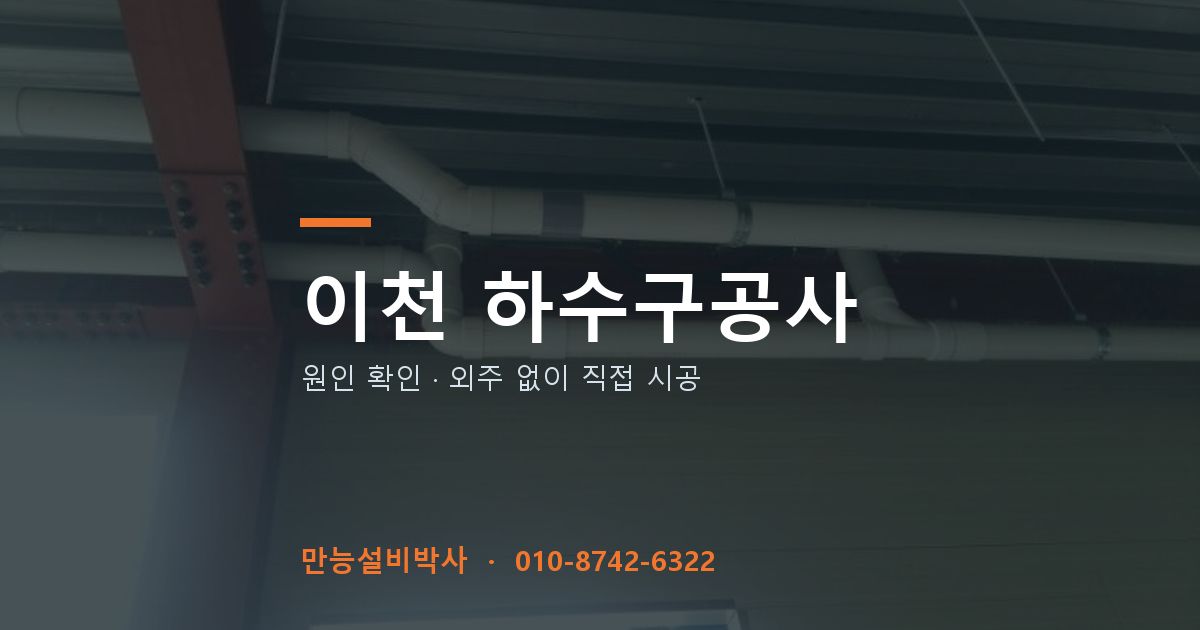 이천 하수구공사
원인 확인 · 외주 없이 직접 시공
만능설비박사 · 010-8742-6322